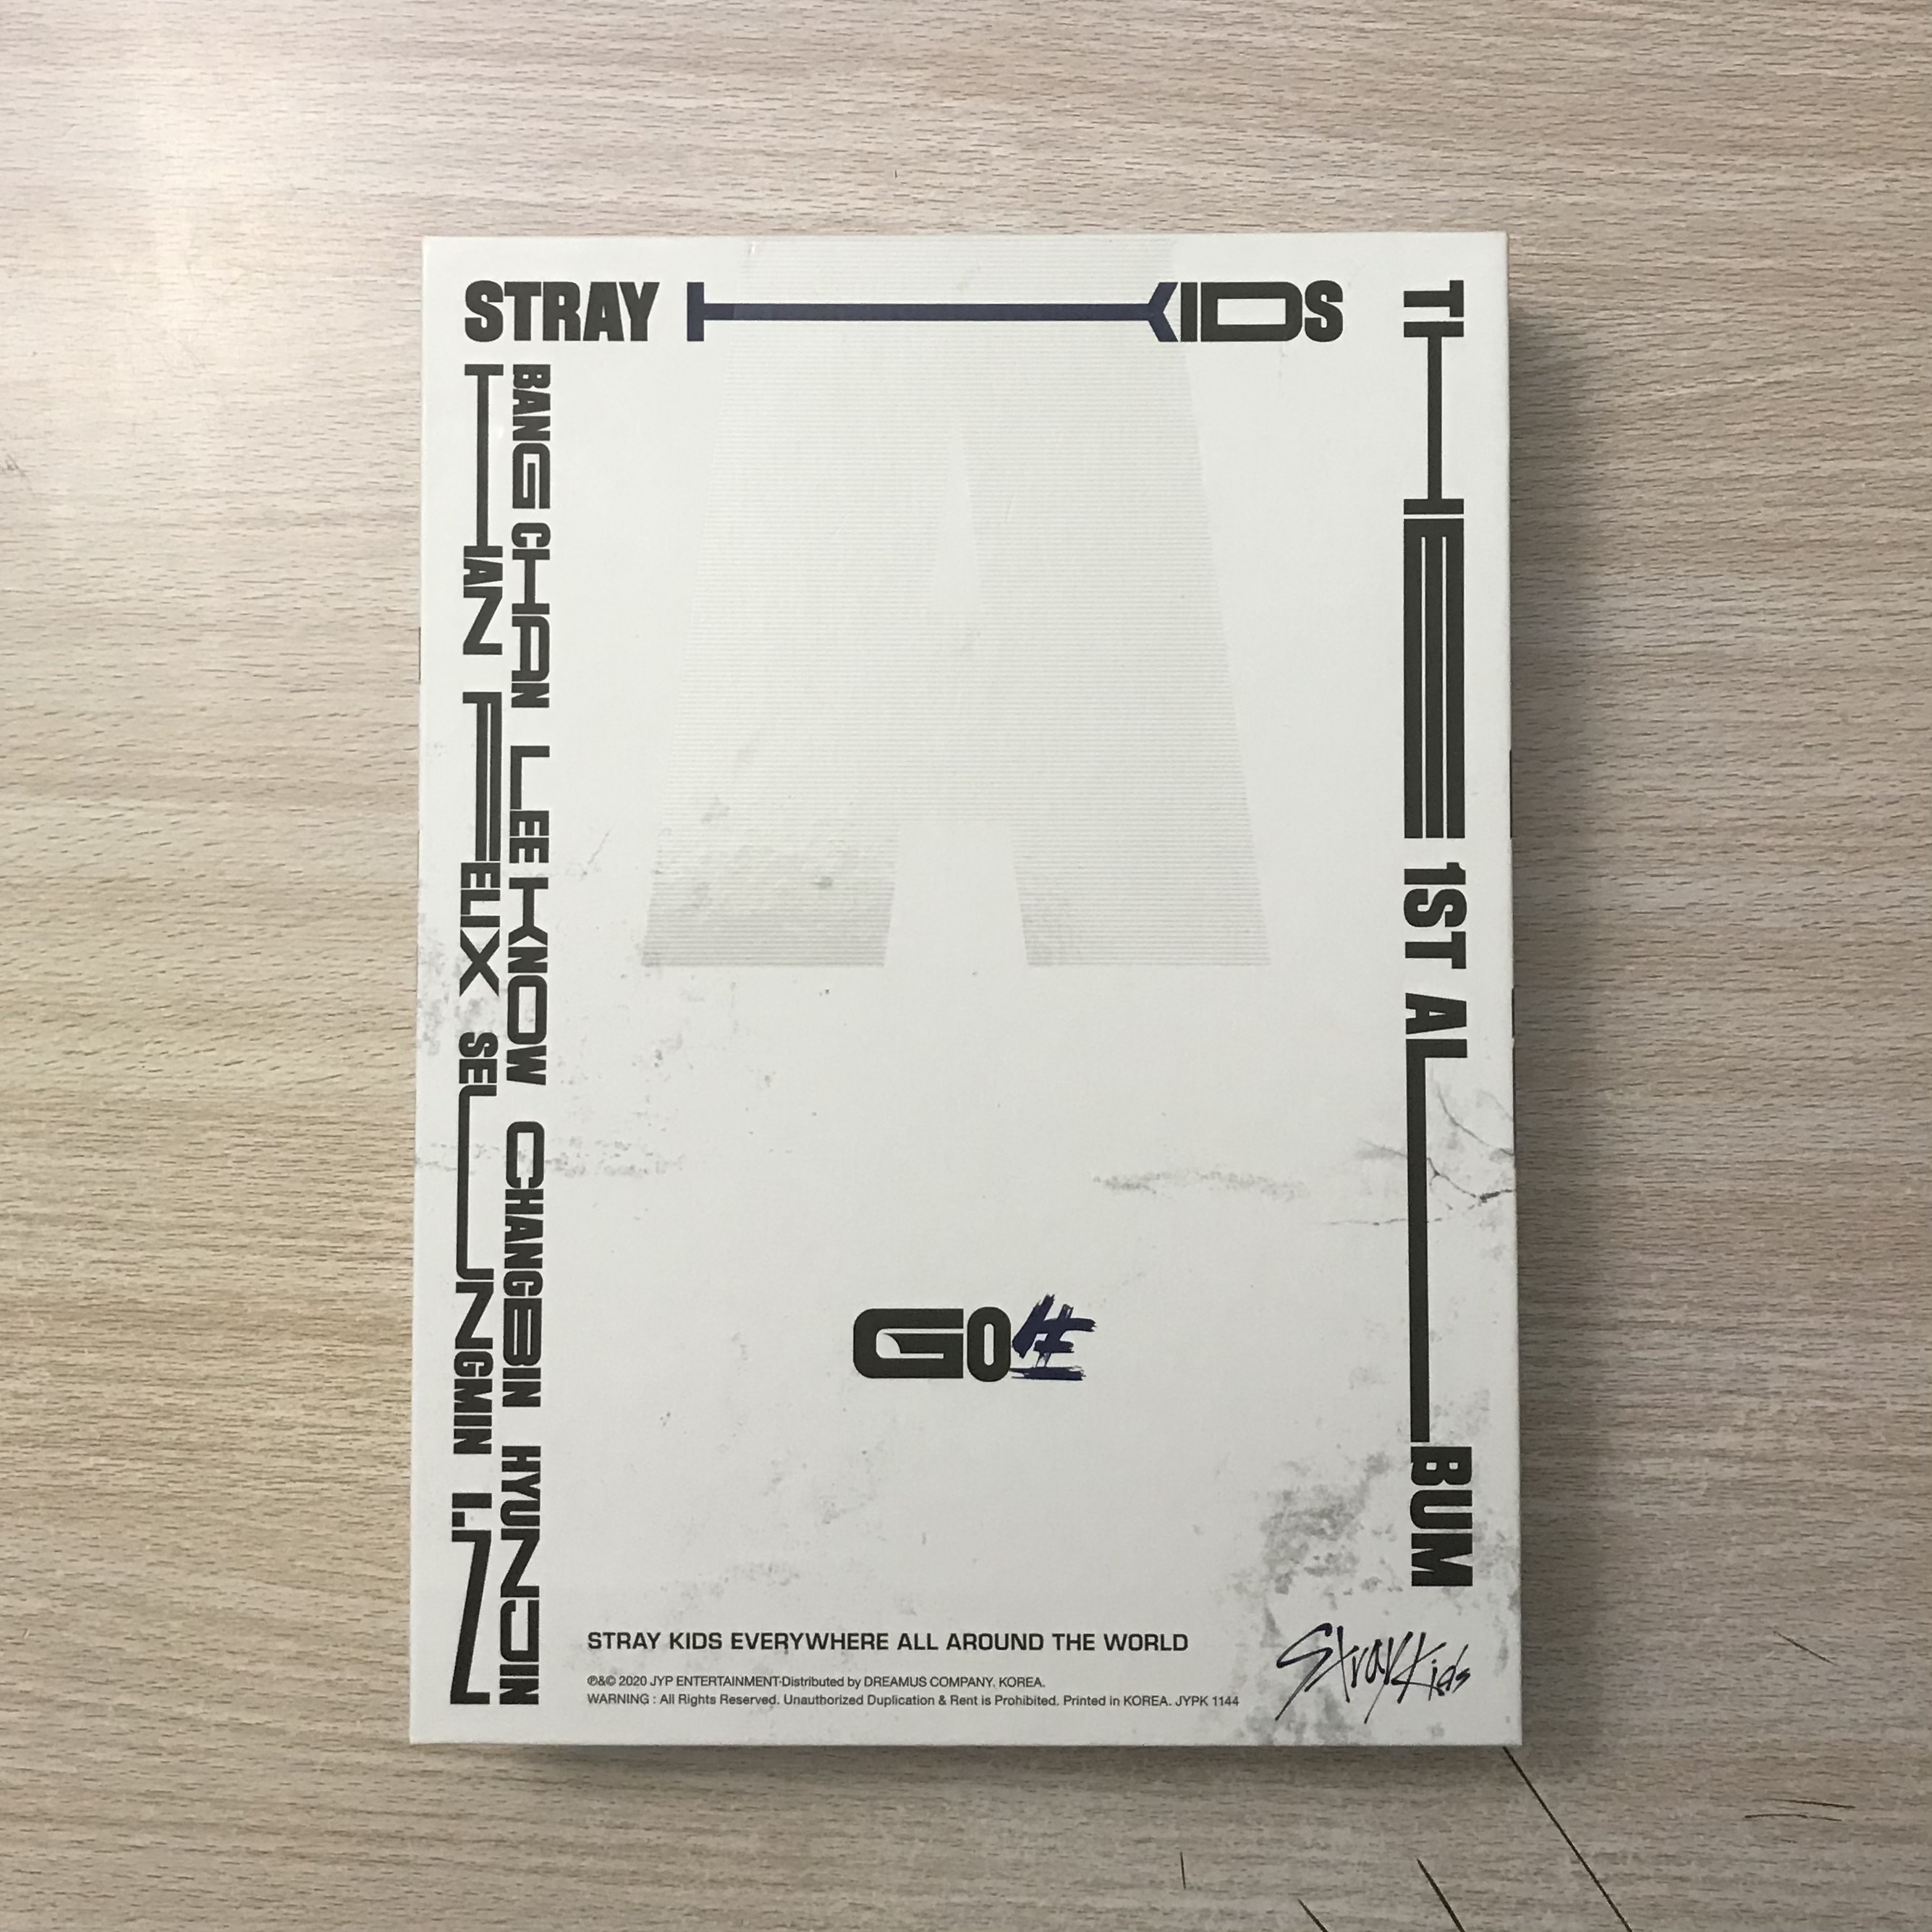 STRAY KIDS
THE 1ST ALBUM
BANG CHAN LEE KNOW CHANGBIN HYUNJIN
HAN FELIX SEUNGMIN I.N
GO生
STRAY KIDS EVERYWHERE ALL AROUND THE WORLD
℗&© 2020 JYP ENTERTAINMENT·Distributed by DREAMUS COMPANY, KOREA.
WARNING : All Rights Reserved. Unauthorized Duplication & Rent is Prohibited. Printed in KOREA. JYPK 1144
Stray Kids